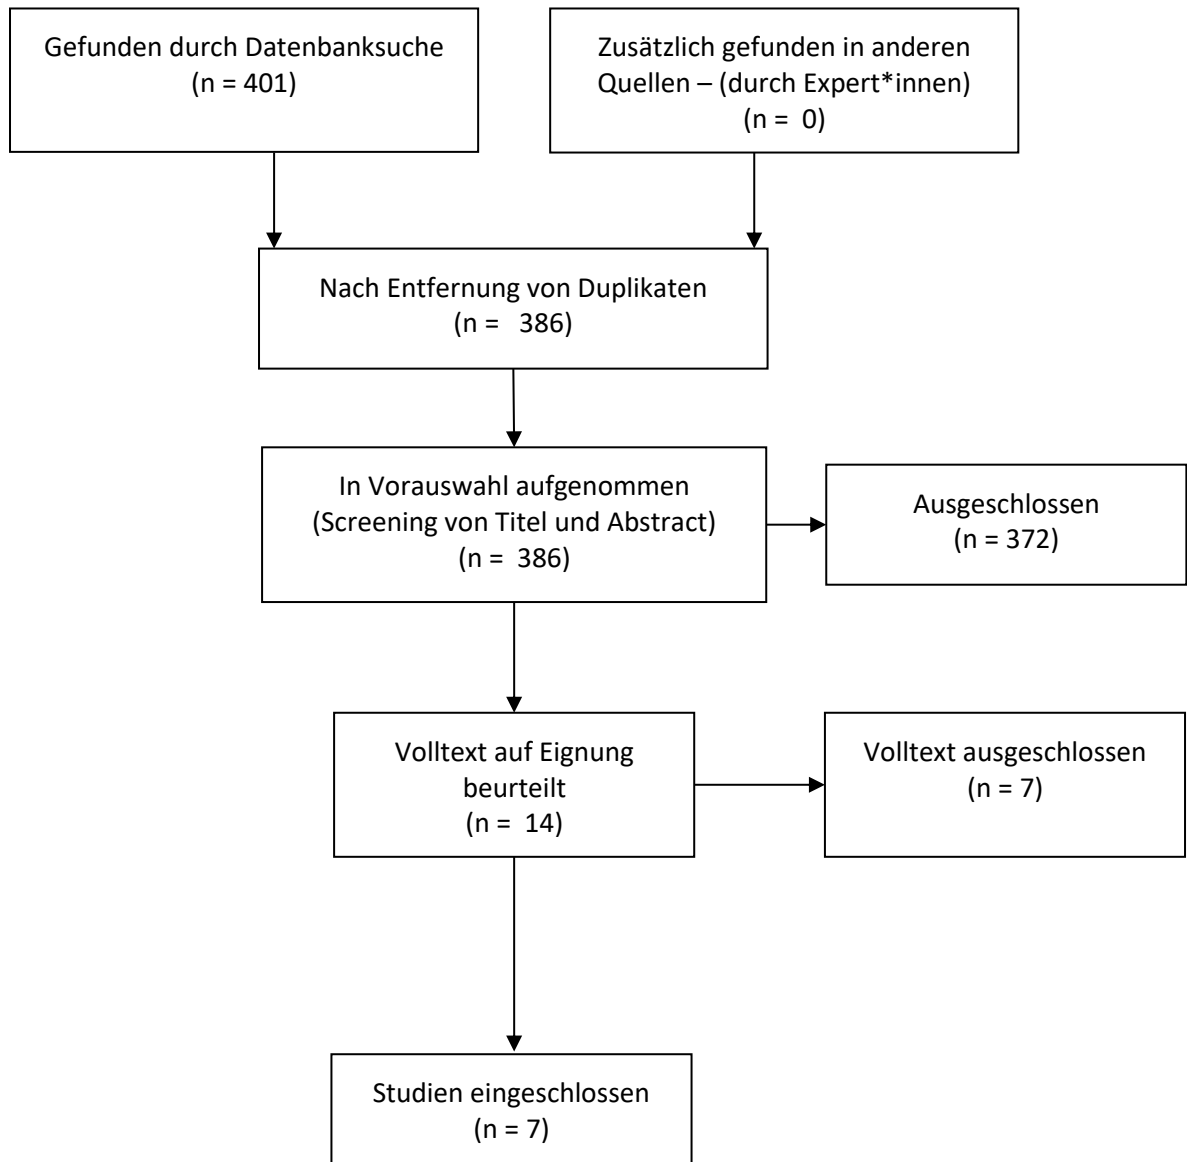 Gefunden durch Datenbanksuche
(n = 401)
Zusätzlich gefunden in anderen
Quellen – (durch Expert*innen)
(n = 0)
Nach Entfernung von Duplikaten
(n = 386)
In Vorauswahl aufgenommen
(Screening von Titel und Abstract)
(n = 386)
Ausgeschlossen
(n = 372)
Volltext auf Eignung
beurteilt
(n = 14)
Volltext ausgeschlossen
(n = 7)
Studien eingeschlossen
(n = 7)